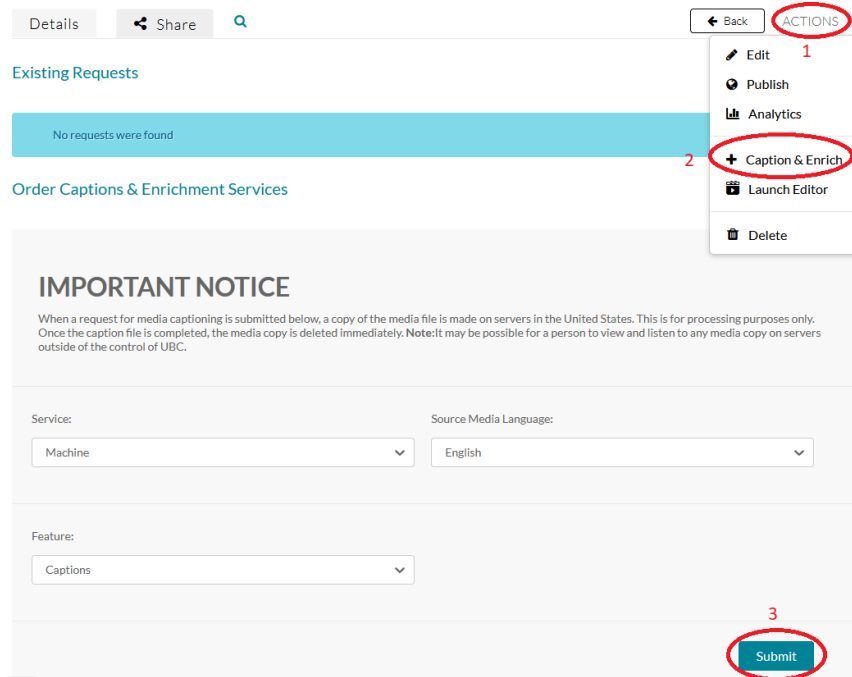 Details
Share
Back
ACTIONS
1
Edit
Publish
Analytics
2
Caption & Enrich
Launch Editor
Delete
Existing Requests
No requests were found
Order Captions & Enrichment Services
IMPORTANT NOTICE
When a request for media captioning is submitted below, a copy of the media file is made on servers in the United States. This is for processing purposes only.
Once the caption file is completed, the media copy is deleted immediately. Note:It may be possible for a person to view and listen to any media copy on servers
outside of the control of UBC.
Service:
Source Media Language:
Machine
English
Feature:
Captions
3
Submit